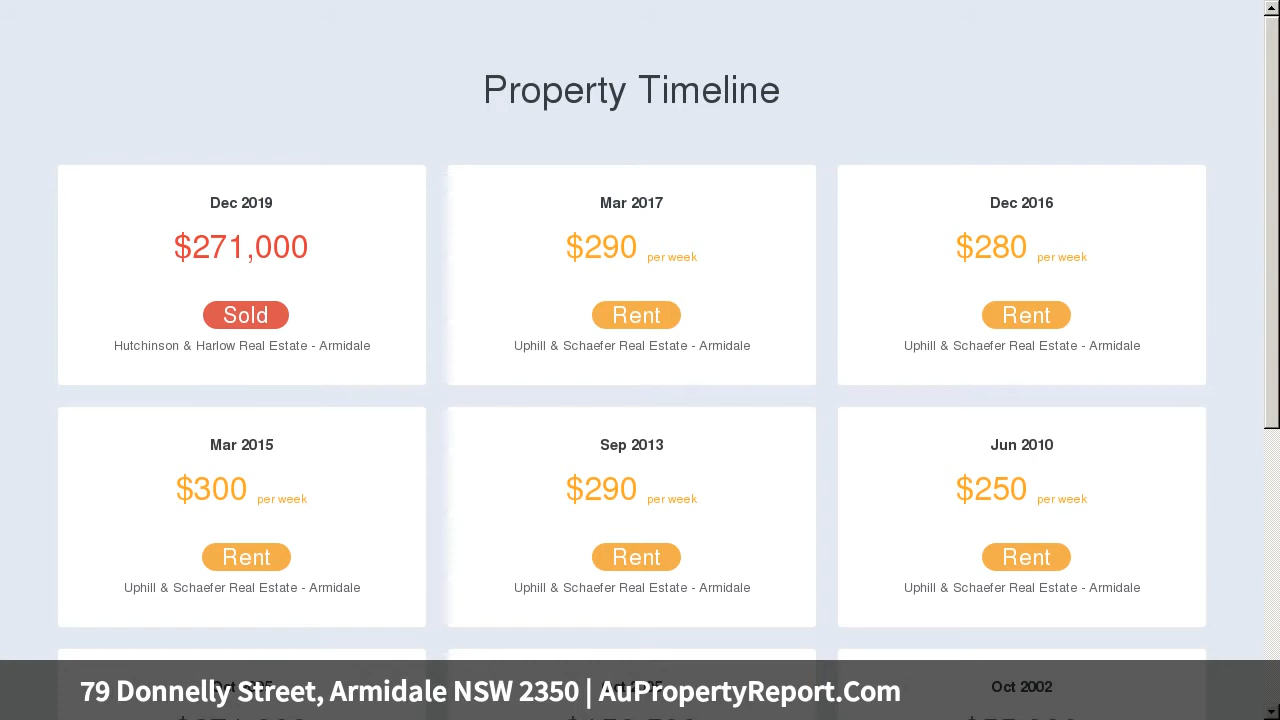 Property Timeline
Dec 2019
$271,000
Sold
Hutchinson & Harlow Real Estate - Armidale
Mar 2017
$290 per week
Rent
Uphill & Schaefer Real Estate - Armidale
Dec 2016
$280 per week
Rent
Uphill & Schaefer Real Estate - Armidale
Mar 2015
$300 per week
Rent
Uphill & Schaefer Real Estate - Armidale
Sep 2013
$290 per week
Rent
Uphill & Schaefer Real Estate - Armidale
Jun 2010
$250 per week
Rent
Uphill & Schaefer Real Estate - Armidale
Oct 2002
79 Donnelly Street, Armidale NSW 2350 | AuPropertyReport.Com